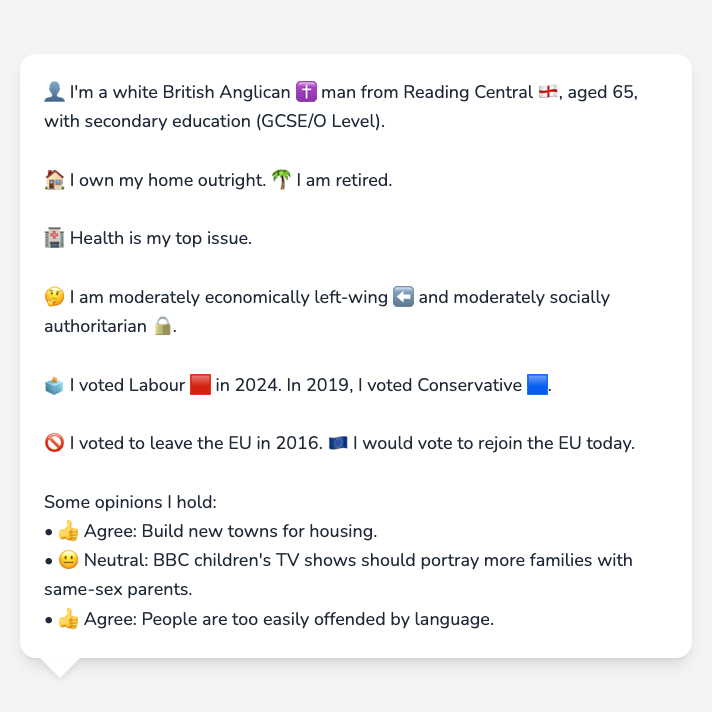 👤 I'm a white British Anglican ✝️ man from Reading Central 🏴󠁧󠁢󠁥󠁮󠁧󠁿, aged 65,
with secondary education (GCSE/O Level).
🏠 I own my home outright. 🌴 I am retired.
🏥 Health is my top issue.
🤔 I am moderately economically left-wing ⬅️ and moderately socially
authoritarian 🔒.
🗳️ I voted Labour 🟥 in 2024. In 2019, I voted Conservative 🟦.
🚫 I voted to leave the EU in 2016. 🇪🇺 I would vote to rejoin the EU today.
Some opinions I hold:
• 👍 Agree: Build new towns for housing.
• 😐 Neutral: BBC children's TV shows should portray more families with
same-sex parents.
• 👍 Agree: People are too easily offended by language.